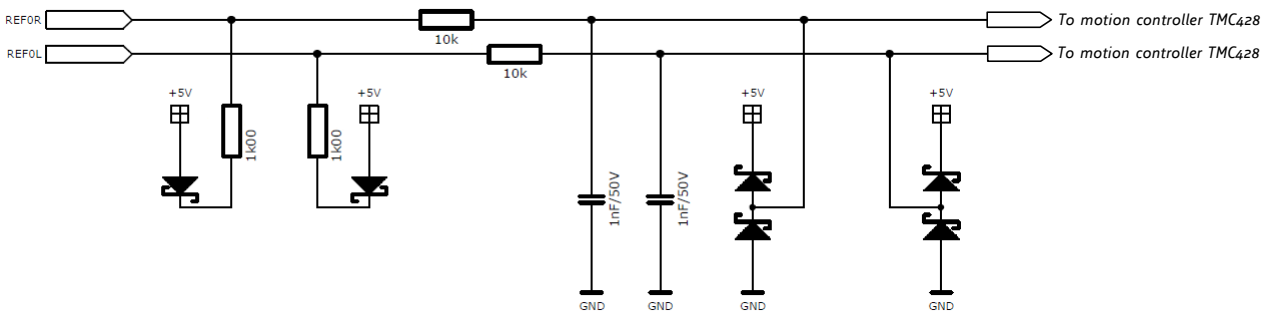 REF0R
10k
To motion controller TMC428
REF0L
10k
To motion controller TMC428
+5V
1k00
1k00
+5V
1nF/50V
1nF/50V
+5V
+5V
GND
GND
GND
GND